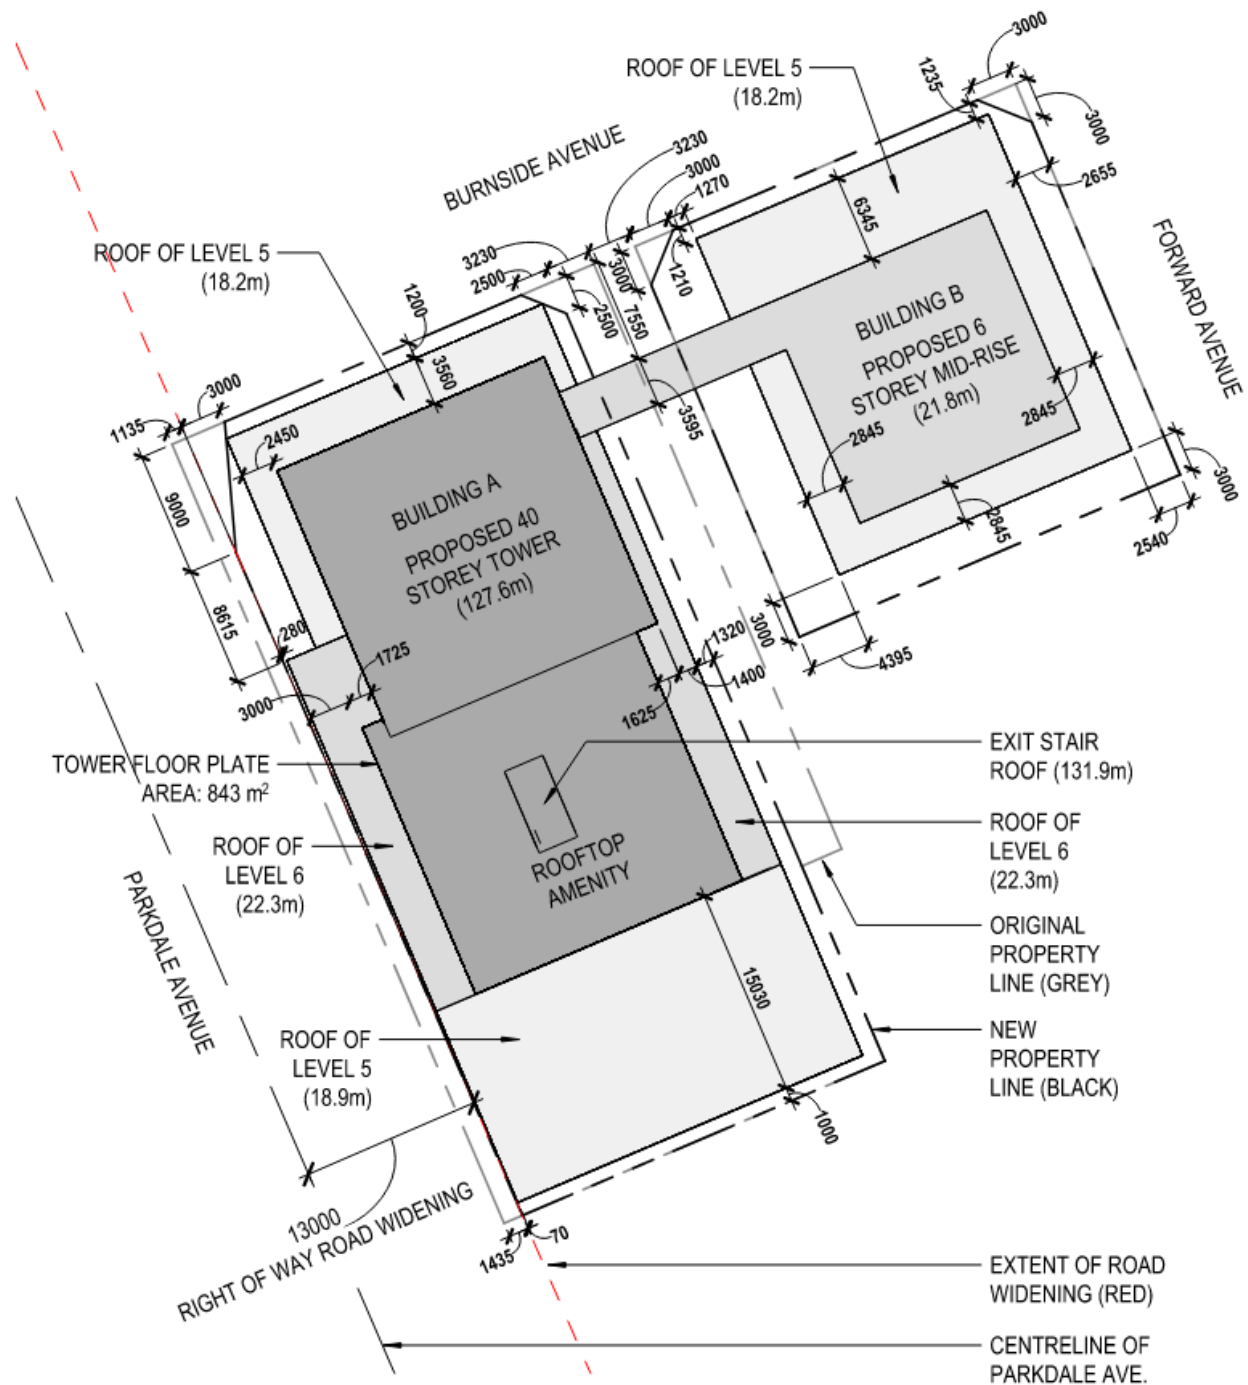 3000
ROOF OF LEVEL 5
(18.2m)
1235
3000
BURNSIDE AVENUE
3230
3000
1270
2655
6345
ROOF OF LEVEL 5
(18.2m)
3230
2500
3000
1210
FORWARD AVENUE
1200
2500
7550
BUILDING B
PROPOSED 6
STOREY MID-RISE
(21.8m)
3560
3000
1135
2450
3595
2845
2845
9000
BUILDING A
PROPOSED 40
STOREY TOWER
(127.6m)
3000
2845
2540
8615
280
1725
3000
1320
1400
3000
4395
1625
EXIT STAIR
ROOF (131.9m)
TOWER FLOOR PLATE
AREA: 843 m²
ROOF OF
LEVEL 6
(22.3m)
ROOF OF
LEVEL 6
(22.3m)
ROOFTOP
AMENITY
PARKDALE AVENUE
ORIGINAL
PROPERTY
LINE (GREY)
15030
ROOF OF
LEVEL 5
(18.9m)
NEW
PROPERTY
LINE (BLACK)
1000
13000
RIGHT OF WAY ROAD WIDENING
1435
70
EXTENT OF ROAD
WIDENING (RED)
CENTRELINE OF
PARKDALE AVE.